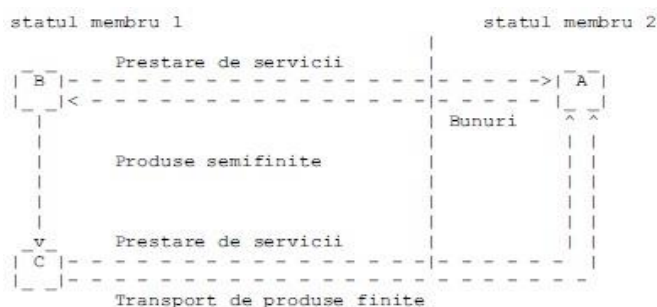 statul membru 1 statul membru 2
Prestare de servicii
B A
Bunuri
Produse semifinite
Prestare de servicii
C
Transport de produse finite